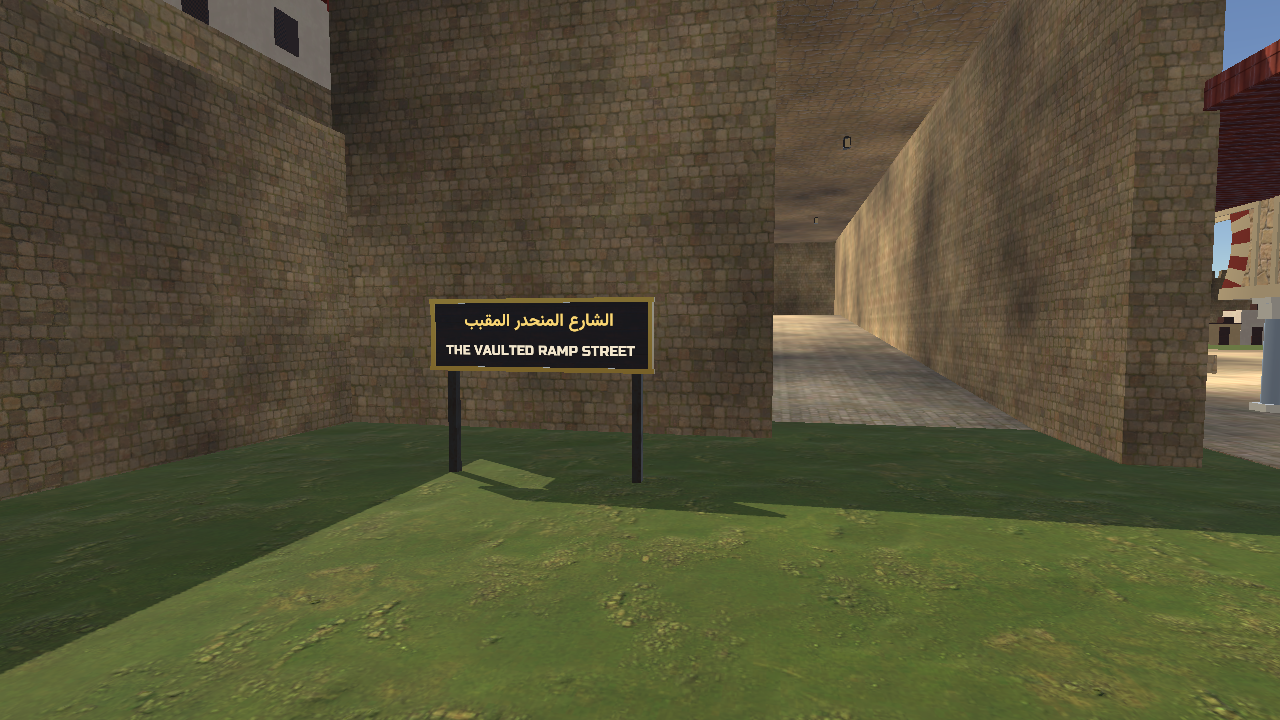 الشارع المنحدر المقبب
THE VAULTED RAMP STREET